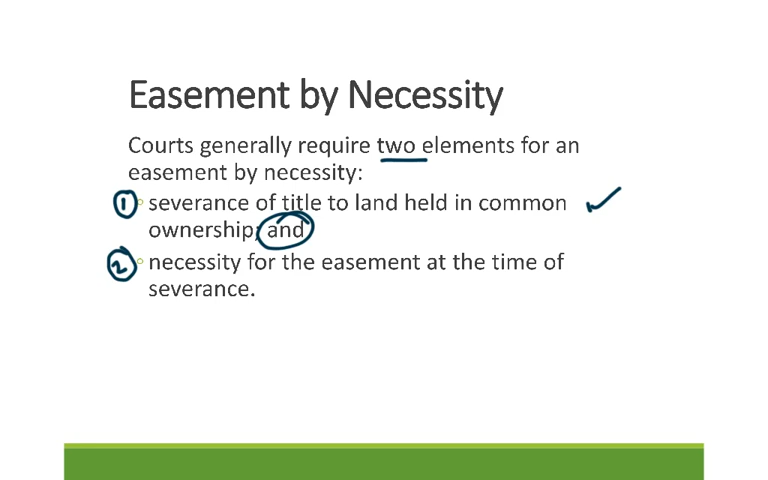 Easement by Necessity
Courts generally require two elements for an
easement by necessity:
1 severance of title to land held in common
ownership; and
2 necessity for the easement at the time of
severance.